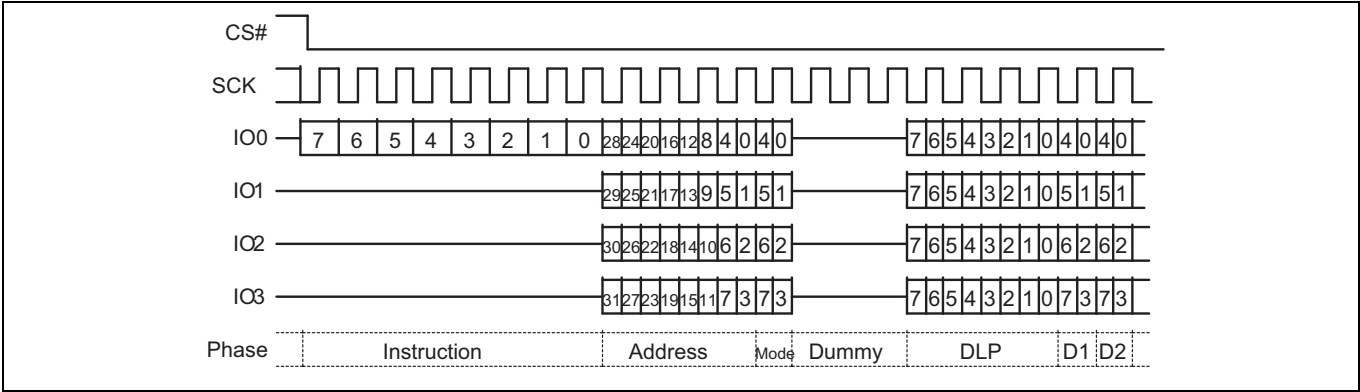 CS#
SCK
IO0 7 6 5 4 3 2 1 0 28 24 20 16 12 8 4 0 4 0 7 6 5 4 3 2 1 0 4 0 4 0
IO1 29 25 21 17 13 9 5 1 5 1 7 6 5 4 3 2 1 0 5 1 5 1
IO2 30 26 22 18 14 10 6 2 6 2 7 6 5 4 3 2 1 0 6 2 6 2
IO3 31 27 23 19 15 11 7 3 7 3 7 6 5 4 3 2 1 0 7 3 7 3
Phase Instruction Address Mode Dummy DLP D1 D2